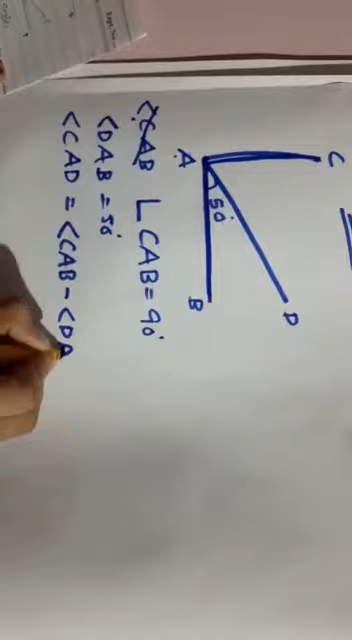 A
C
50°
B
D
<CAB ∟CAB = 90°
<DAB = 50°
<CAD = <CAB - <DA